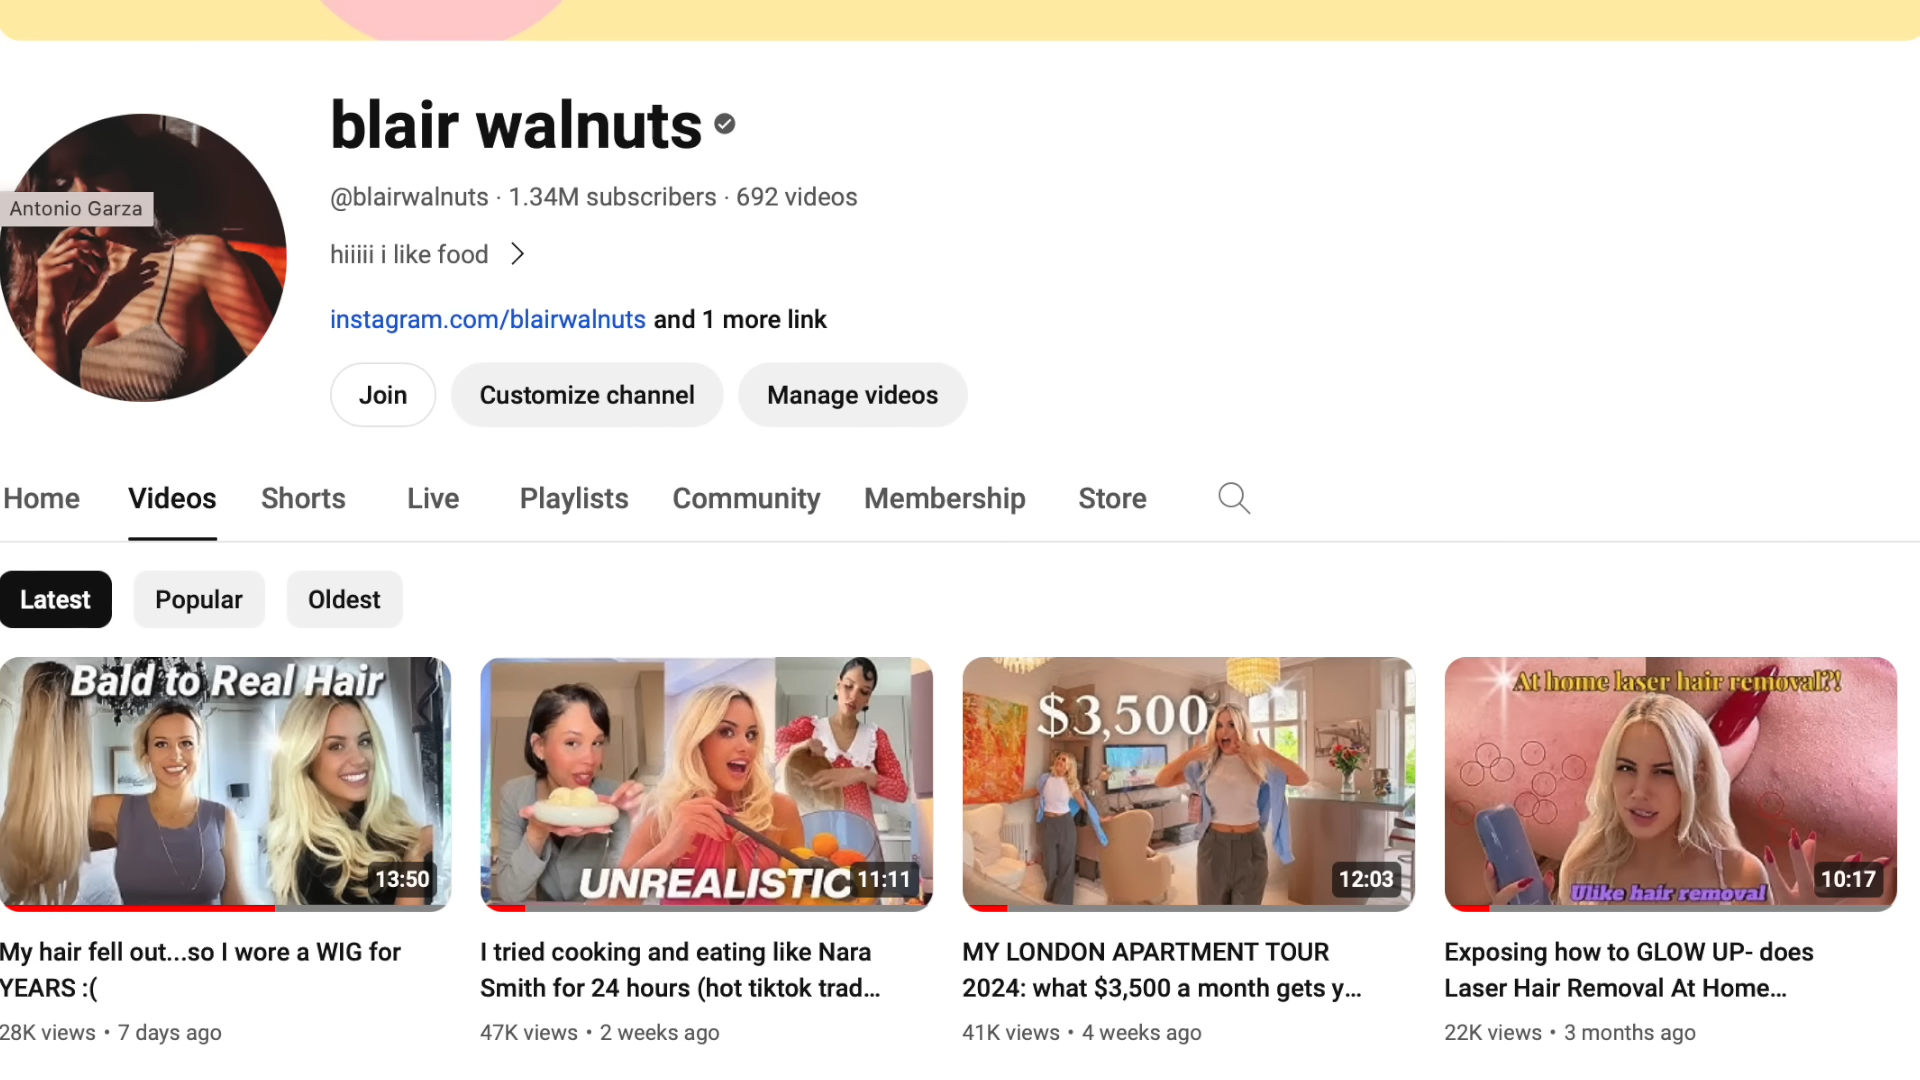 blair walnuts
@blairwalnuts · 1.34M subscribers · 692 videos
Antonio Garza
hiiiii i like food
instagram.com/blairwalnuts and 1 more link
Join Customize channel Manage videos
Home Videos Shorts Live Playlists Community Membership Store
Latest Popular Oldest
Bald to Real Hair
13:50
UNREALISTIC
11:11
$3,500
12:03
At home laser hair removal?!
Ulike hair removal
10:17
My hair fell out...so I wore a WIG for
YEARS :(
28K views • 7 days ago
I tried cooking and eating like Nara
Smith for 24 hours (hot tiktok trad...
47K views • 2 weeks ago
MY LONDON APARTMENT TOUR
2024: what $3,500 a month gets y...
41K views • 4 weeks ago
Exposing how to GLOW UP- does
Laser Hair Removal At Home...
22K views • 3 months ago